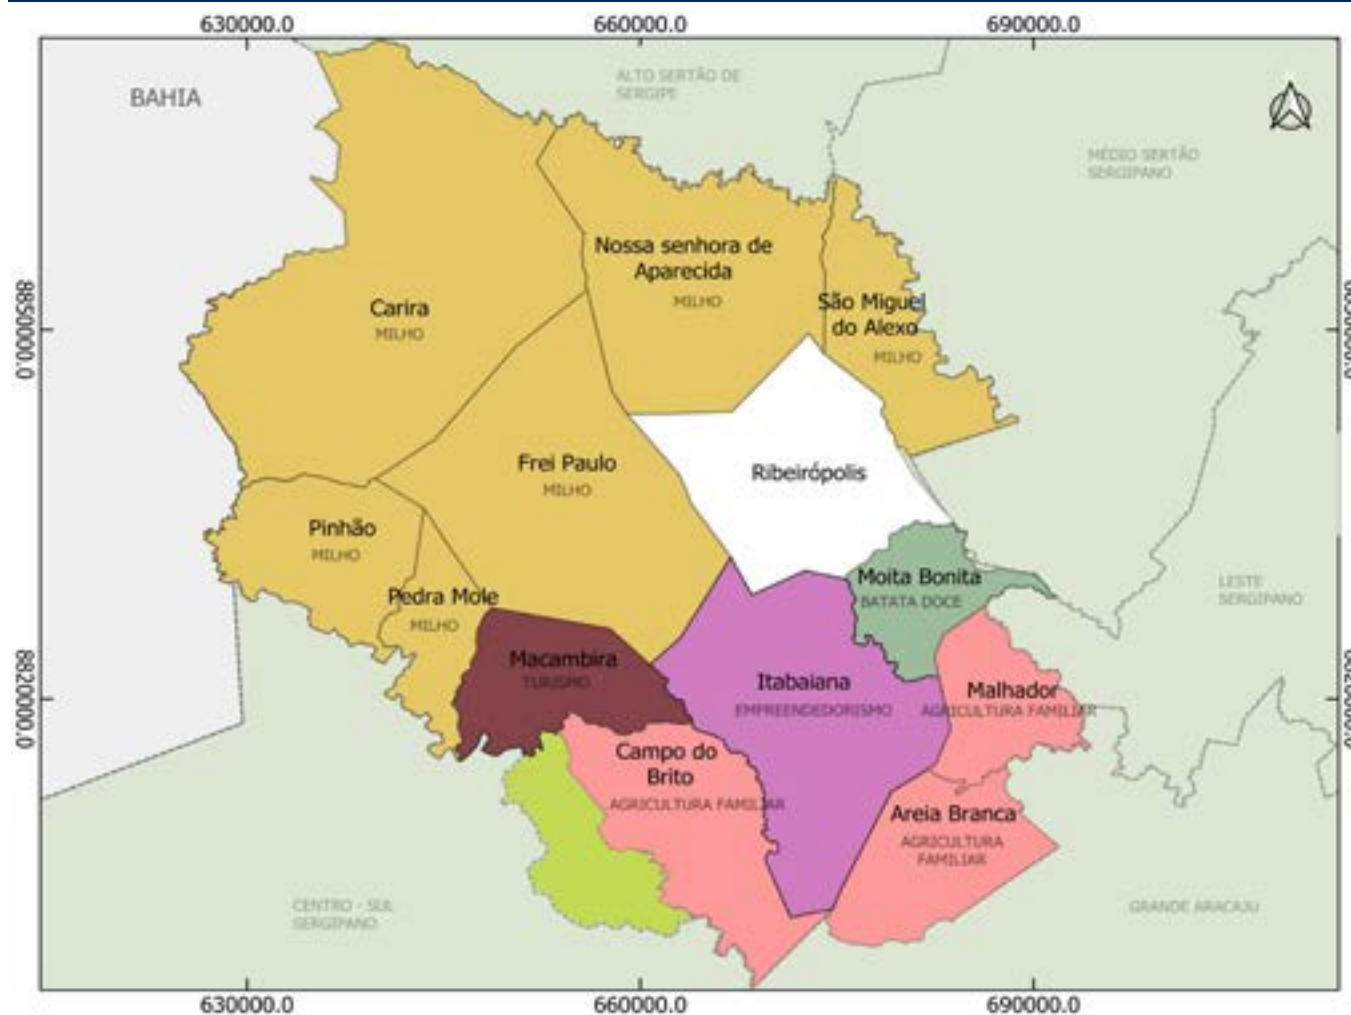 630000.0
660000.0
690000.0
BAHIA
ALTO SERTÃO DE
SERGIPE
MÉDIO SERTÃO
SERGIPANO
Nossa senhora de
Aparecida
MILHO
Carira
MILHO
São Miguel
do Alexo
MILHO
8850000.0
Frei Paulo
MILHO
Ribeirópolis
Pinhão
MILHO
Pedra Mole
MILHO
Moita Bonita
BATATA DOCE
LESTE
SERGIPANO
Macambira
TURISMO
Itabaiana
EMPREENDEDORISMO
Malhador
AGRICULTURA FAMILIAR
8820000.0
Campo do
Brito
AGRICULTURA FAMILIAR
Areia Branca
AGRICULTURA
FAMILIAR
CENTRO - SUL
SERGIPANO
GRANDE ARACAJU
630000.0
660000.0
690000.0